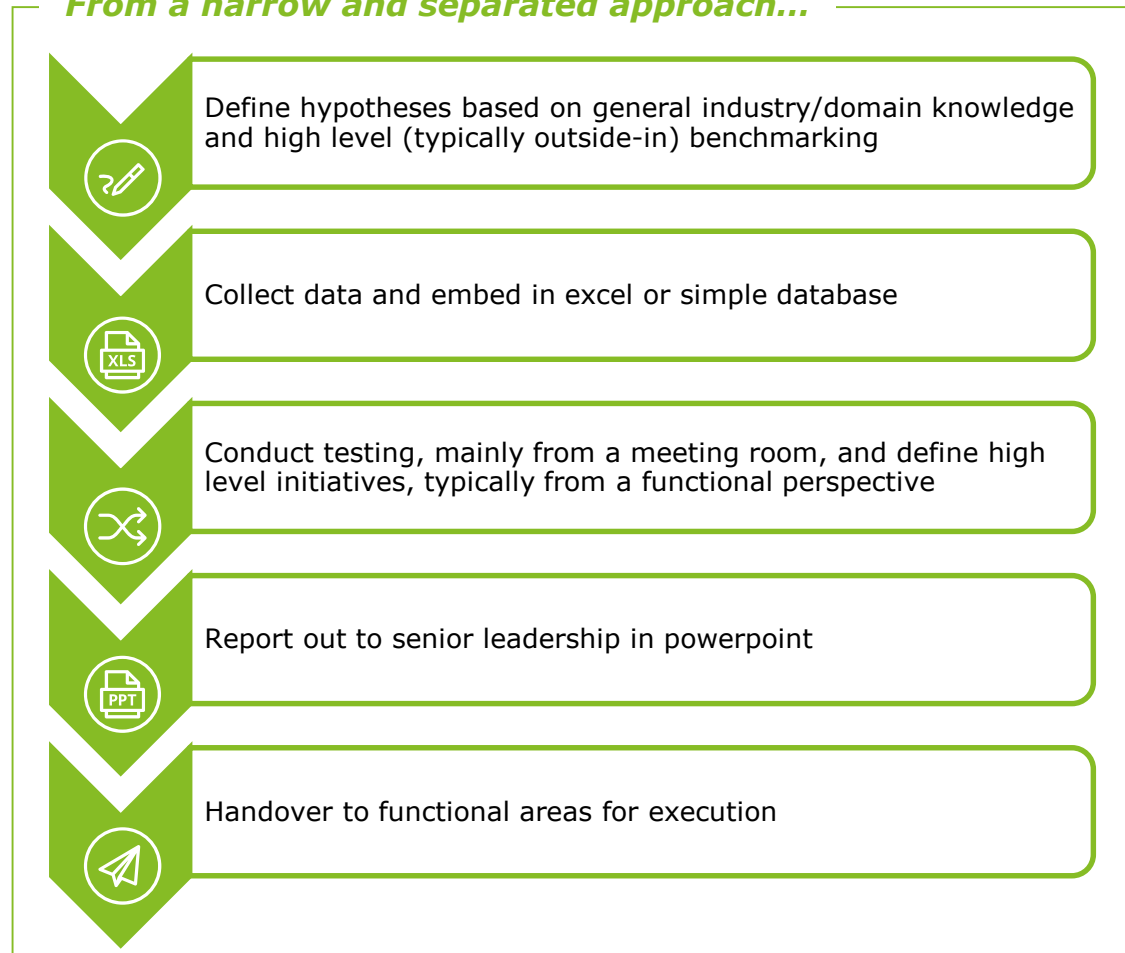 From a narrow and separated approach...
Define hypotheses based on general industry/domain knowledge
and high level (typically outside-in) benchmarking
Collect data and embed in excel or simple database
XLS
Conduct testing, mainly from a meeting room, and define high
level initiatives, typically from a functional perspective
Report out to senior leadership in powerpoint
PPT
Handover to functional areas for execution